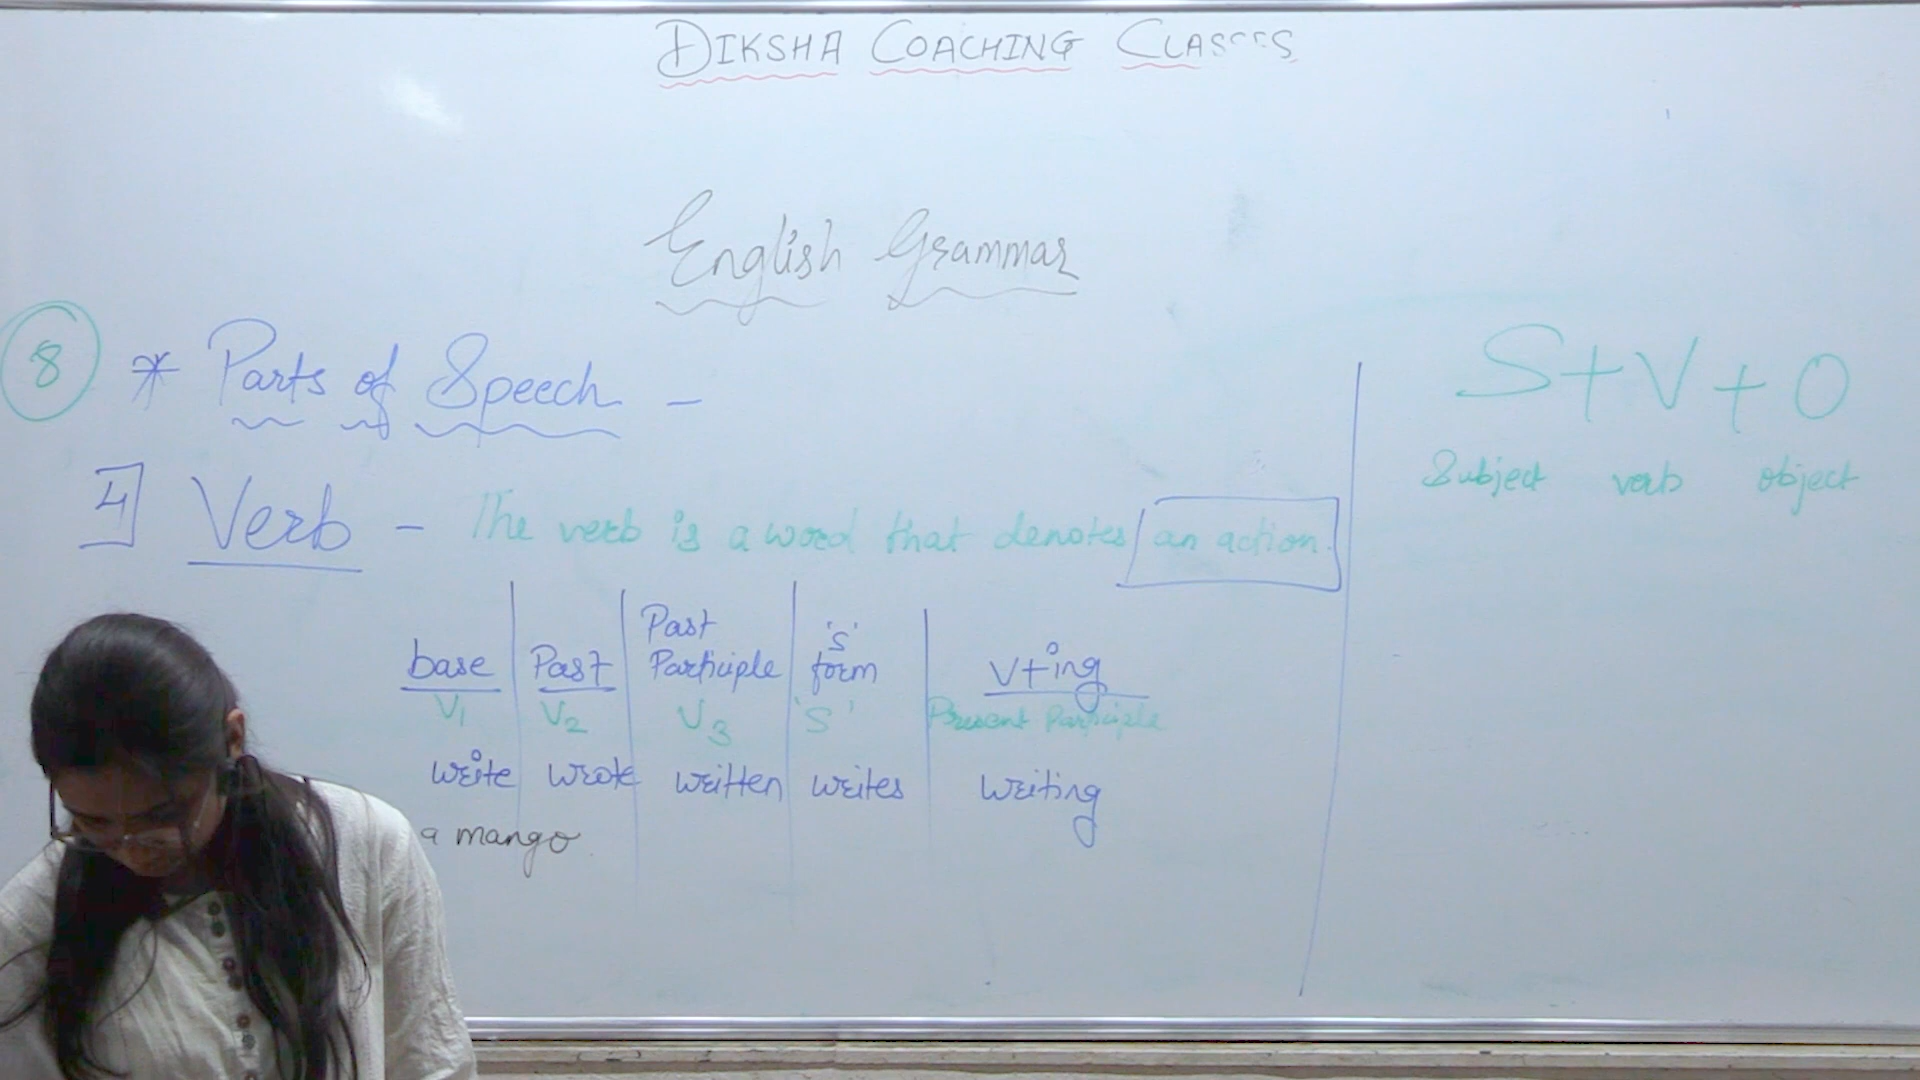 DIKSHA COACHING CLASSES
English Grammar
8 * Parts of Speech -
S+V+O
Subject verb object
4] Verb - The verb is a word that denotes an action.
base Past Past Participle 's' form V+ing
V1 V2 V3 's' Present Participle
write wrote written writes writing
a mango